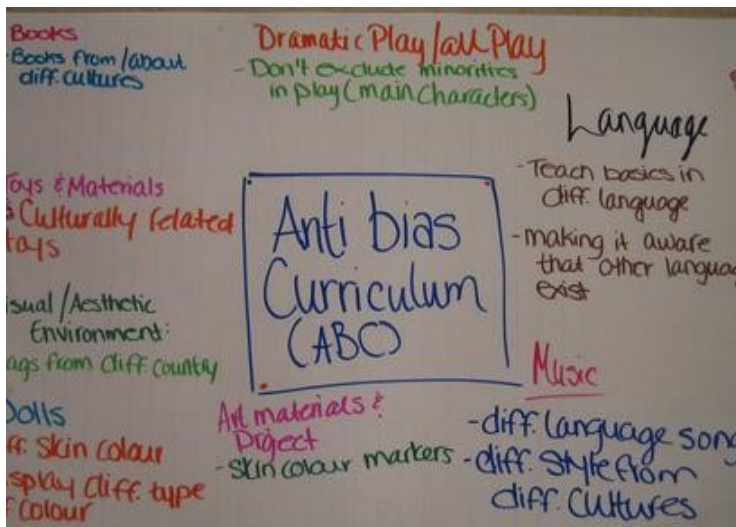 Books
- Books from/about
diff. cultures
Dramatic Play/all Play
- Don't exclude minorities
in play (main characters)
Language
- Teach basics in
diff. language
- making it aware
that other languag
exist
Toys & Materials
Culturally related
toys
isual/Aesthetic
Environment:
ags from diff country
Anti bias
Curriculum
(ABC)
Dolls
ff. skin colour
isplay diff. type
f colour
Art materials &
Project
- skin colour markers
Music
- diff. language song
- diff. style from
diff. cultures